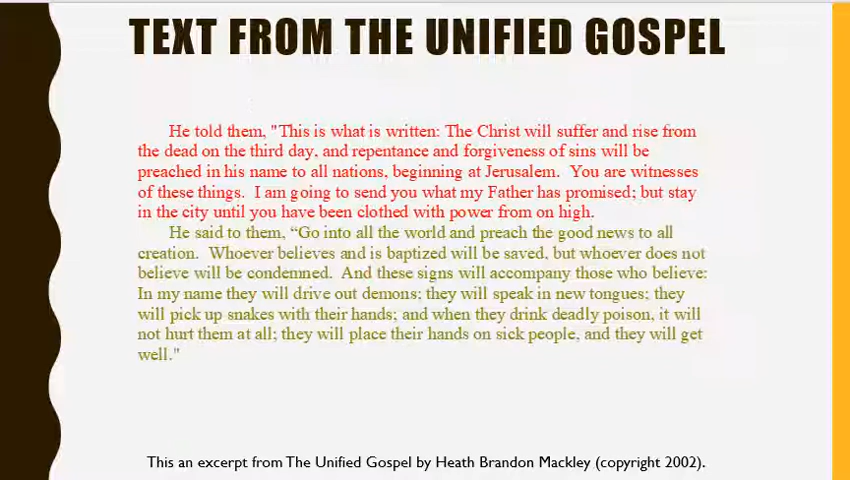 TEXT FROM THE UNIFIED GOSPEL
He told them, "This is what is written: The Christ will suffer and rise from
the dead on the third day, and repentance and forgiveness of sins will be
preached in his name to all nations, beginning at Jerusalem. You are witnesses
of these things. I am going to send you what my Father has promised; but stay
in the city until you have been clothed with power from on high.
He said to them, “Go into all the world and preach the good news to all
creation. Whoever believes and is baptized will be saved, but whoever does not
believe will be condemned. And these signs will accompany those who believe:
In my name they will drive out demons; they will speak in new tongues; they
will pick up snakes with their hands; and when they drink deadly poison, it will
not hurt them at all; they will place their hands on sick people, and they will get
well."
This an excerpt from The Unified Gospel by Heath Brandon Mackley (copyright 2002).